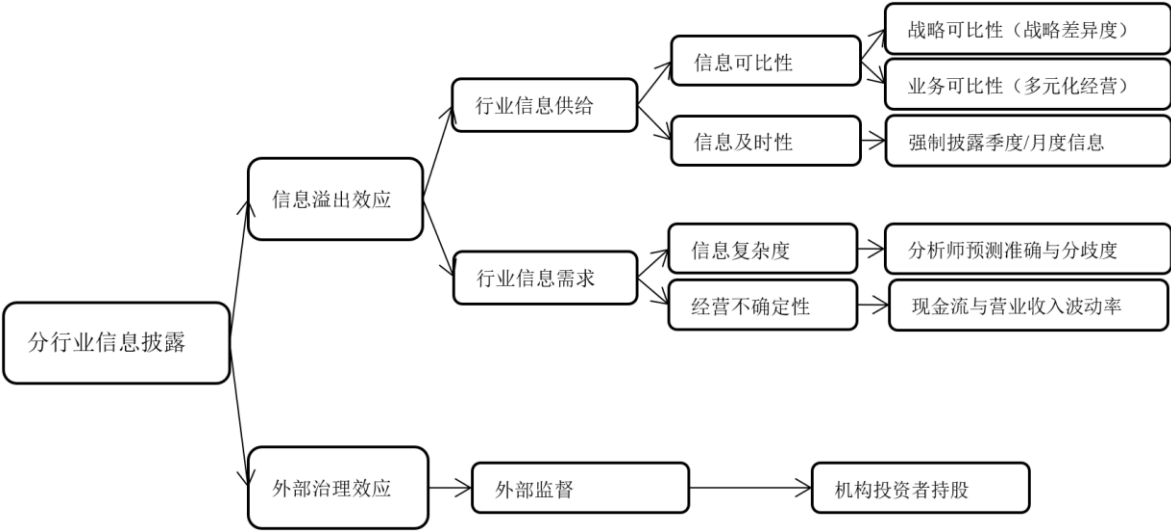 战略可比性（战略差异度）
信息可比性
业务可比性（多元化经营）
行业信息供给
信息及时性
强制披露季度/月度信息
信息溢出效应
信息复杂度
分析师预测准确与分歧度
行业信息需求
经营不确定性
现金流与营业收入波动率
分行业信息披露
外部治理效应
外部监督
机构投资者持股